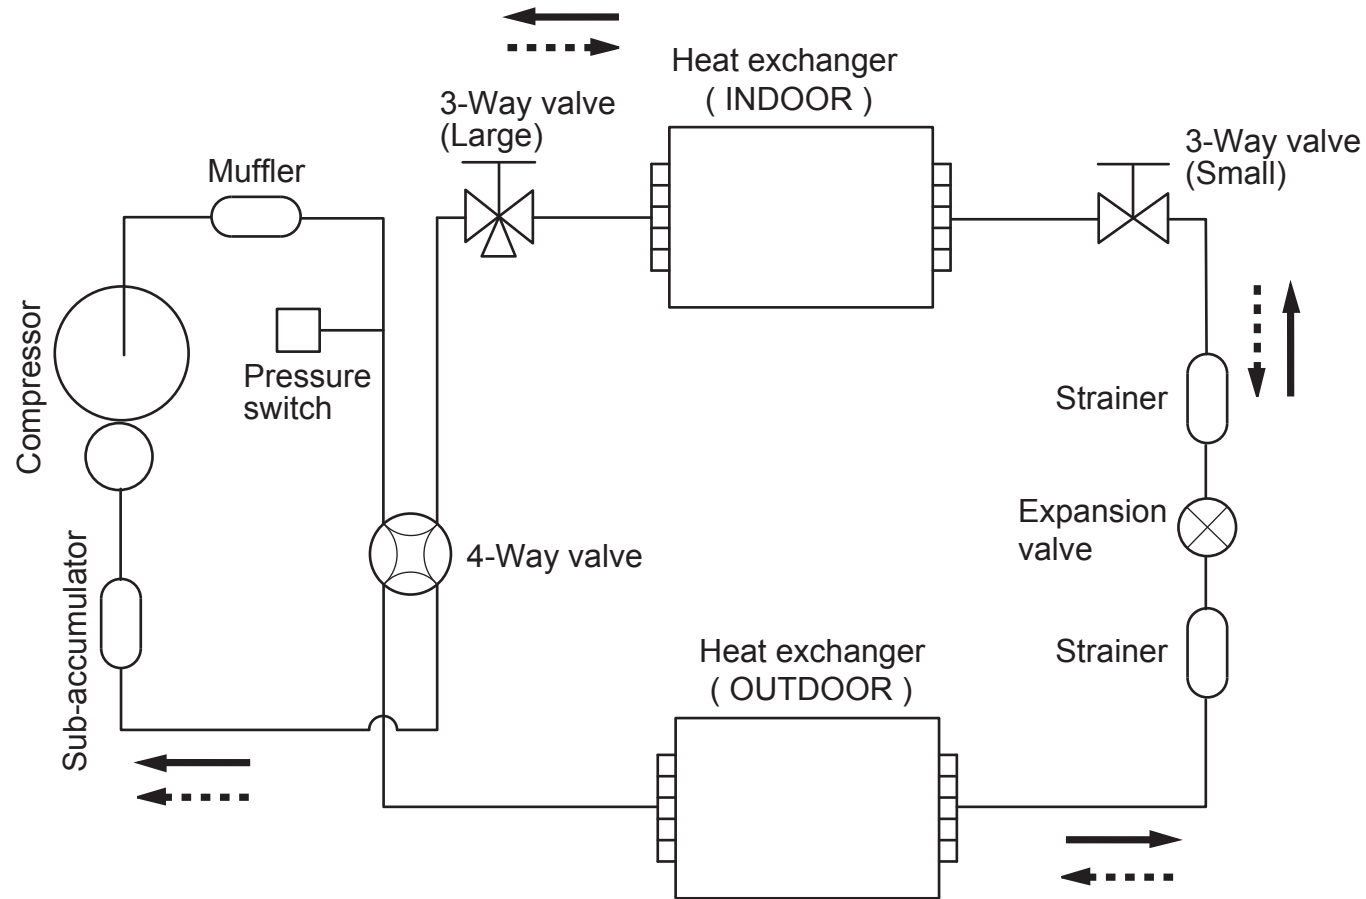 Heat exchanger
( INDOOR )
3-Way valve
(Large)
3-Way valve
(Small)
Muffler
Compressor
Pressure
switch
Strainer
Expansion
valve
4-Way valve
Sub-accumulator
Strainer
Heat exchanger
( OUTDOOR )